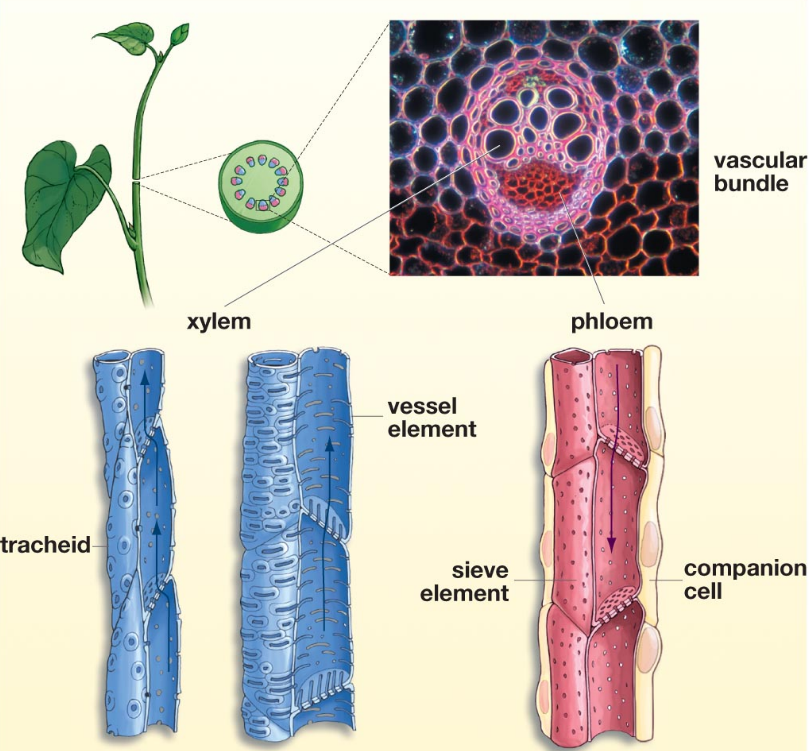 vascular
bundle
xylem
phloem
vessel
element
tracheid
sieve
element
companion
cell